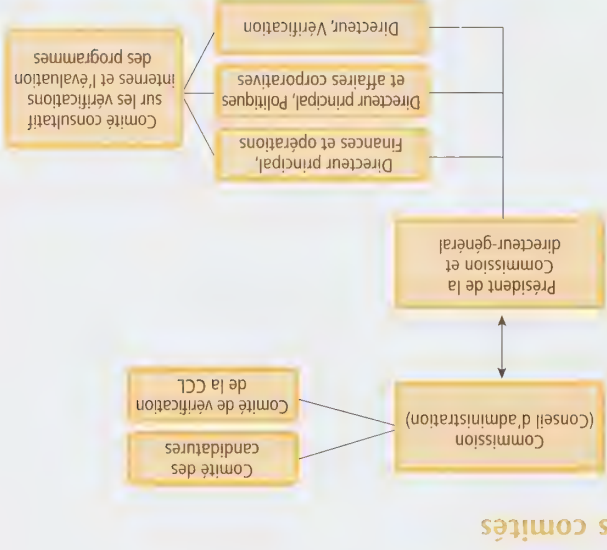 s comités
Commission
(Conseil d'administration)
Comité des
candidatures
Comité de vérification
de la CCL
Président de la
Commission et
directeur-général
Directeur principal,
Finances et opérations
Directeur principal, Politiques
et affaires corporatives
Directeur, Vérification
Comité consultatif
sur les vérifications
internes et l'évaluation
des programmes